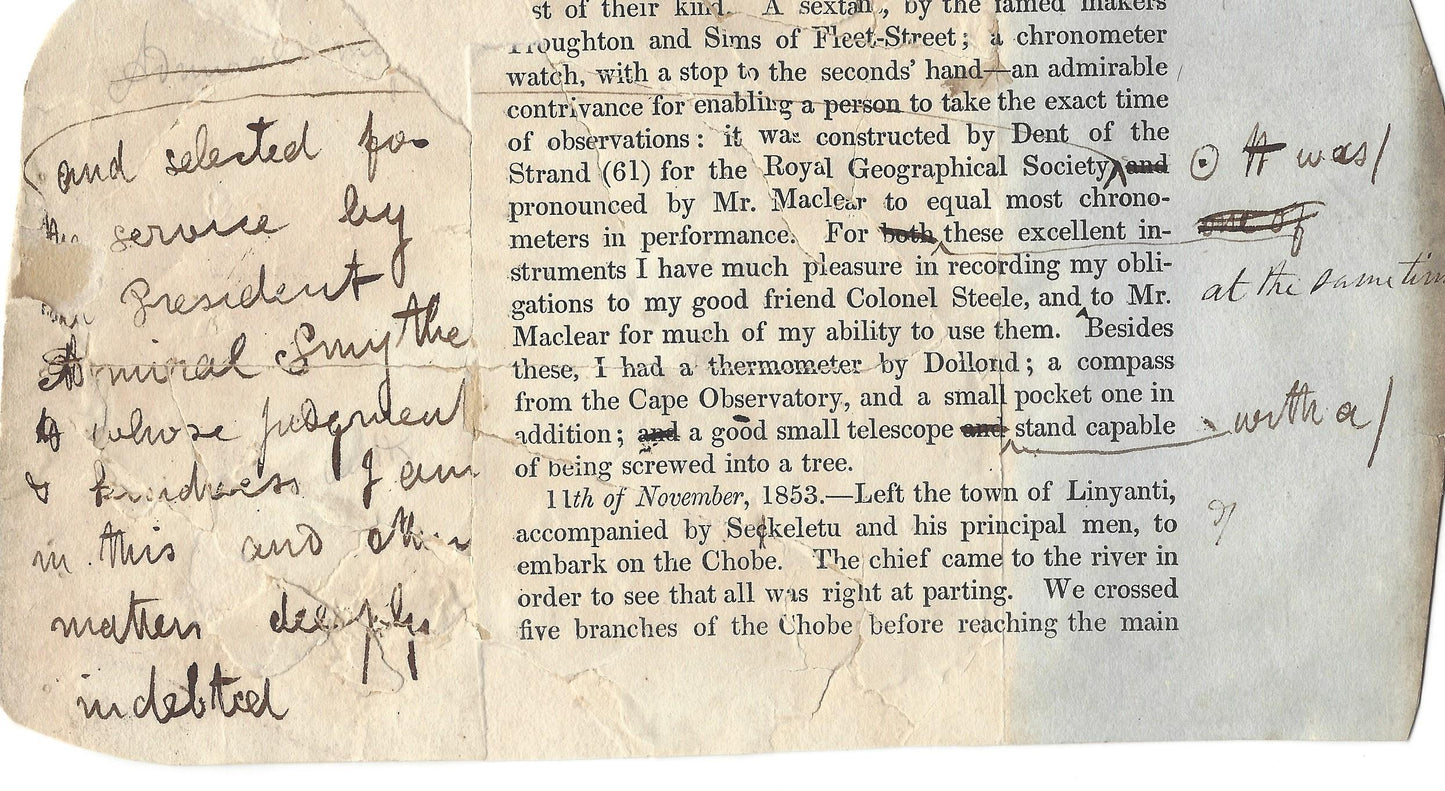 st of their kind. A sextan, by the famed makers
Troughton and Sims of Fleet-Street; a chronometer
watch, with a stop to the seconds' hand—an admirable
contrivance for enabling a person to take the exact time
of observations: it was constructed by Dent of the
Strand (61) for the Royal Geographical Society, and
pronounced by Mr. Maclear to equal most chrono-
meters in performance. For both these excellent in-
struments I have much pleasure in recording my obli-
gations to my good friend Colonel Steele, and to Mr.
Maclear for much of my ability to use them. Besides
these, I had a thermometer by Dollond; a compass
from the Cape Observatory, and a small pocket one in
addition; and a good small telescope and stand capable
of being screwed into a tree.
11th of November, 1853.—Left the town of Linyanti,
accompanied by Seckeletu and his principal men, to
embark on the Chobe. The chief came to the river in
order to see that all was right at parting. We crossed
five branches of the Chobe before reaching the main
and selected for
the service by
President
Admiral Smythe
to whose judgment
& kindness I am
in this and other
matters deeply
indebted
⊙ It was/
one of
at the same tim
with a/